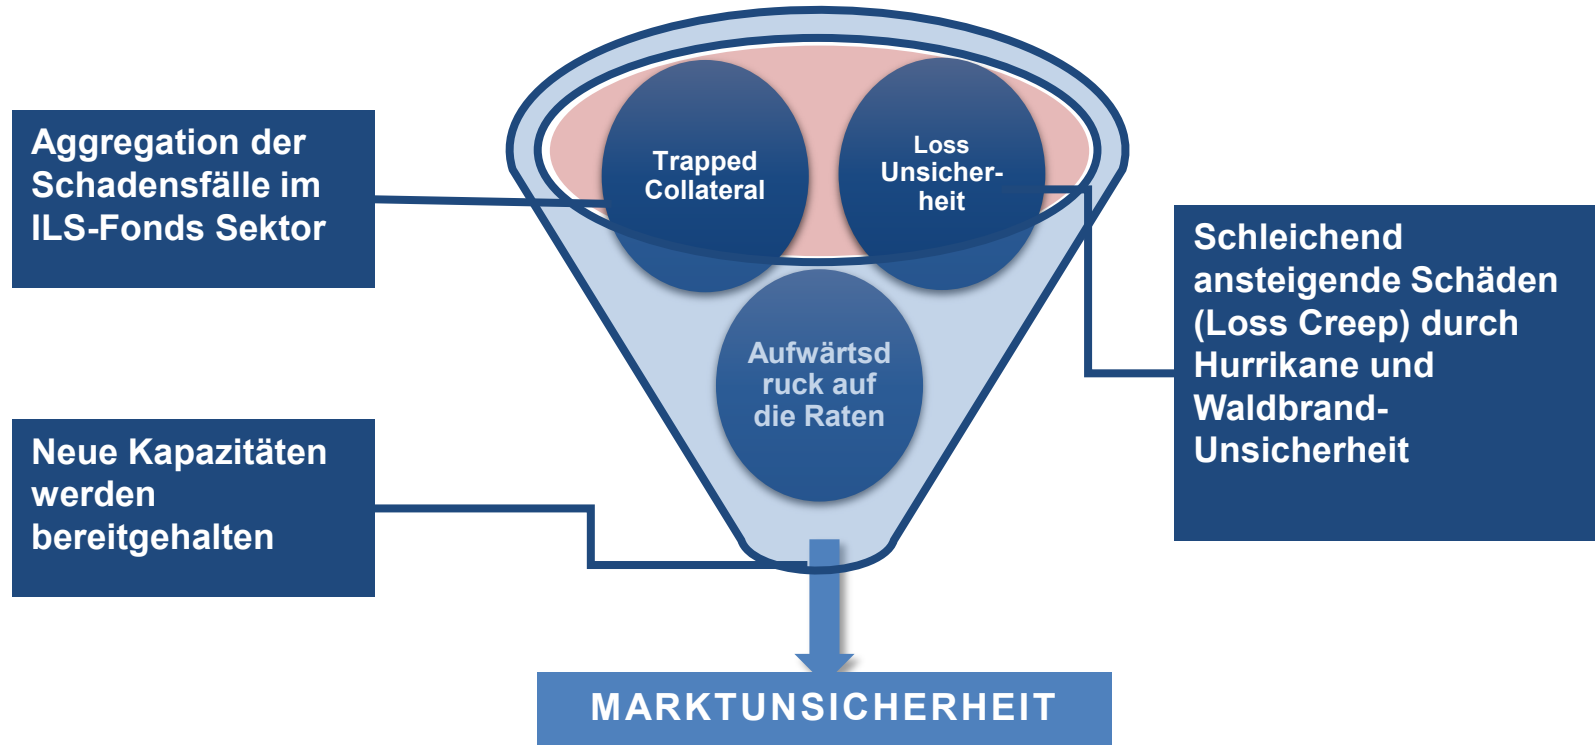 Aggregation der
Schadensfälle im
ILS-Fonds Sektor
Trapped
Collateral
Loss
Unsicher-
heit
Schleichend
ansteigende Schäden
(Loss Creep) durch
Hurrikane und
Waldbrand-
Unsicherheit
Aufwärtsd
ruck auf
die Raten
Neue Kapazitäten
werden
bereitgehalten
MARKTUNSICHERHEIT